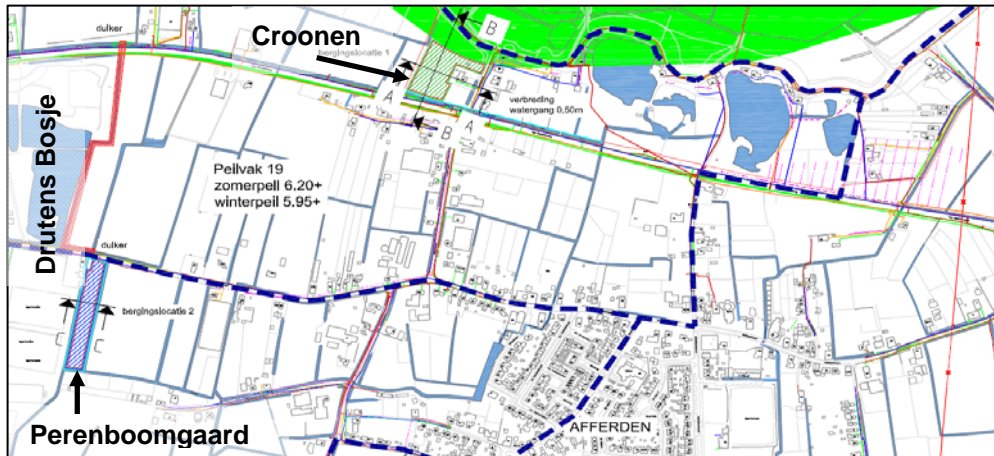 dulker
Croonen
bergingslocatie 1
B
A
verbreding
watergang 0,50m
B
A
Drutens Bosje
Peilvak 19
zomerpeil 6,20+
winterpeil 5.95+
dulker
bergingslocatie 2
Perenboomgaard
AFFERDEN